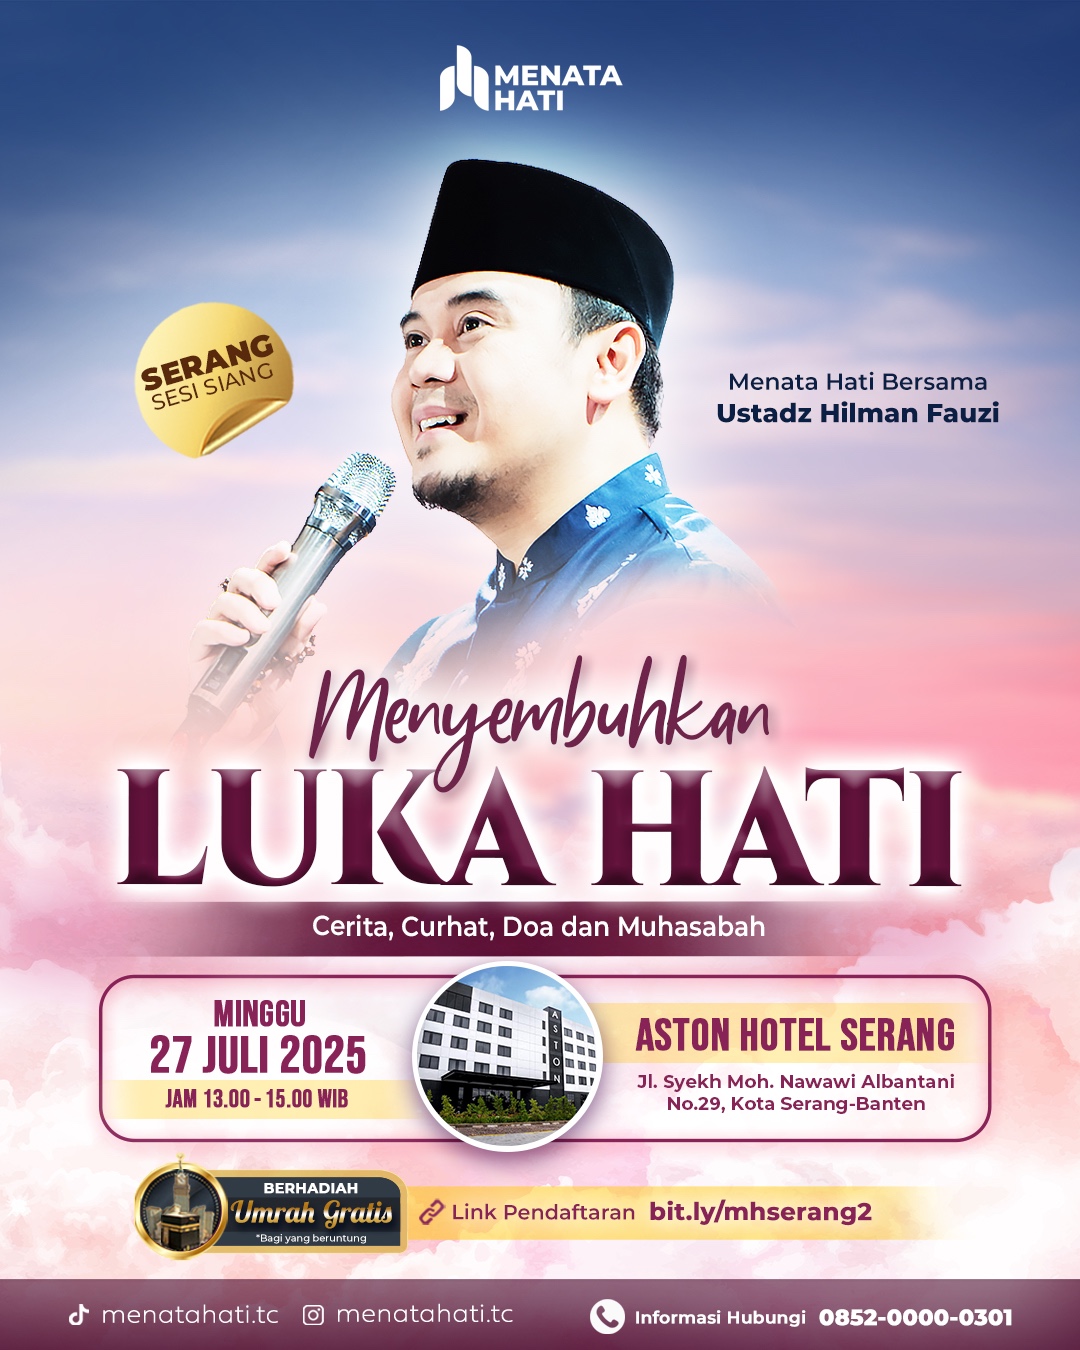 MENATA
HATI
SERANG
SESI SIANG
Menata Hati Bersama
Ustadz Hilman Fauzi
Menyembuhkan
LUKA HATI
Cerita, Curhat, Doa dan Muhasabah
MINGGU
27 JULI 2025
JAM 13.00 - 15.00 WIB
ASTON
ASTON HOTEL SERANG
Jl. Syekh Moh. Nawawi Albantani
No.29, Kota Serang-Banten
BERHADIAH
Umrah Gratis
*Bagi yang beruntung
Link Pendaftaran bit.ly/mhserang2
menatahati.tc
menatahati.tc
Informasi Hubungi 0852-0000-0301